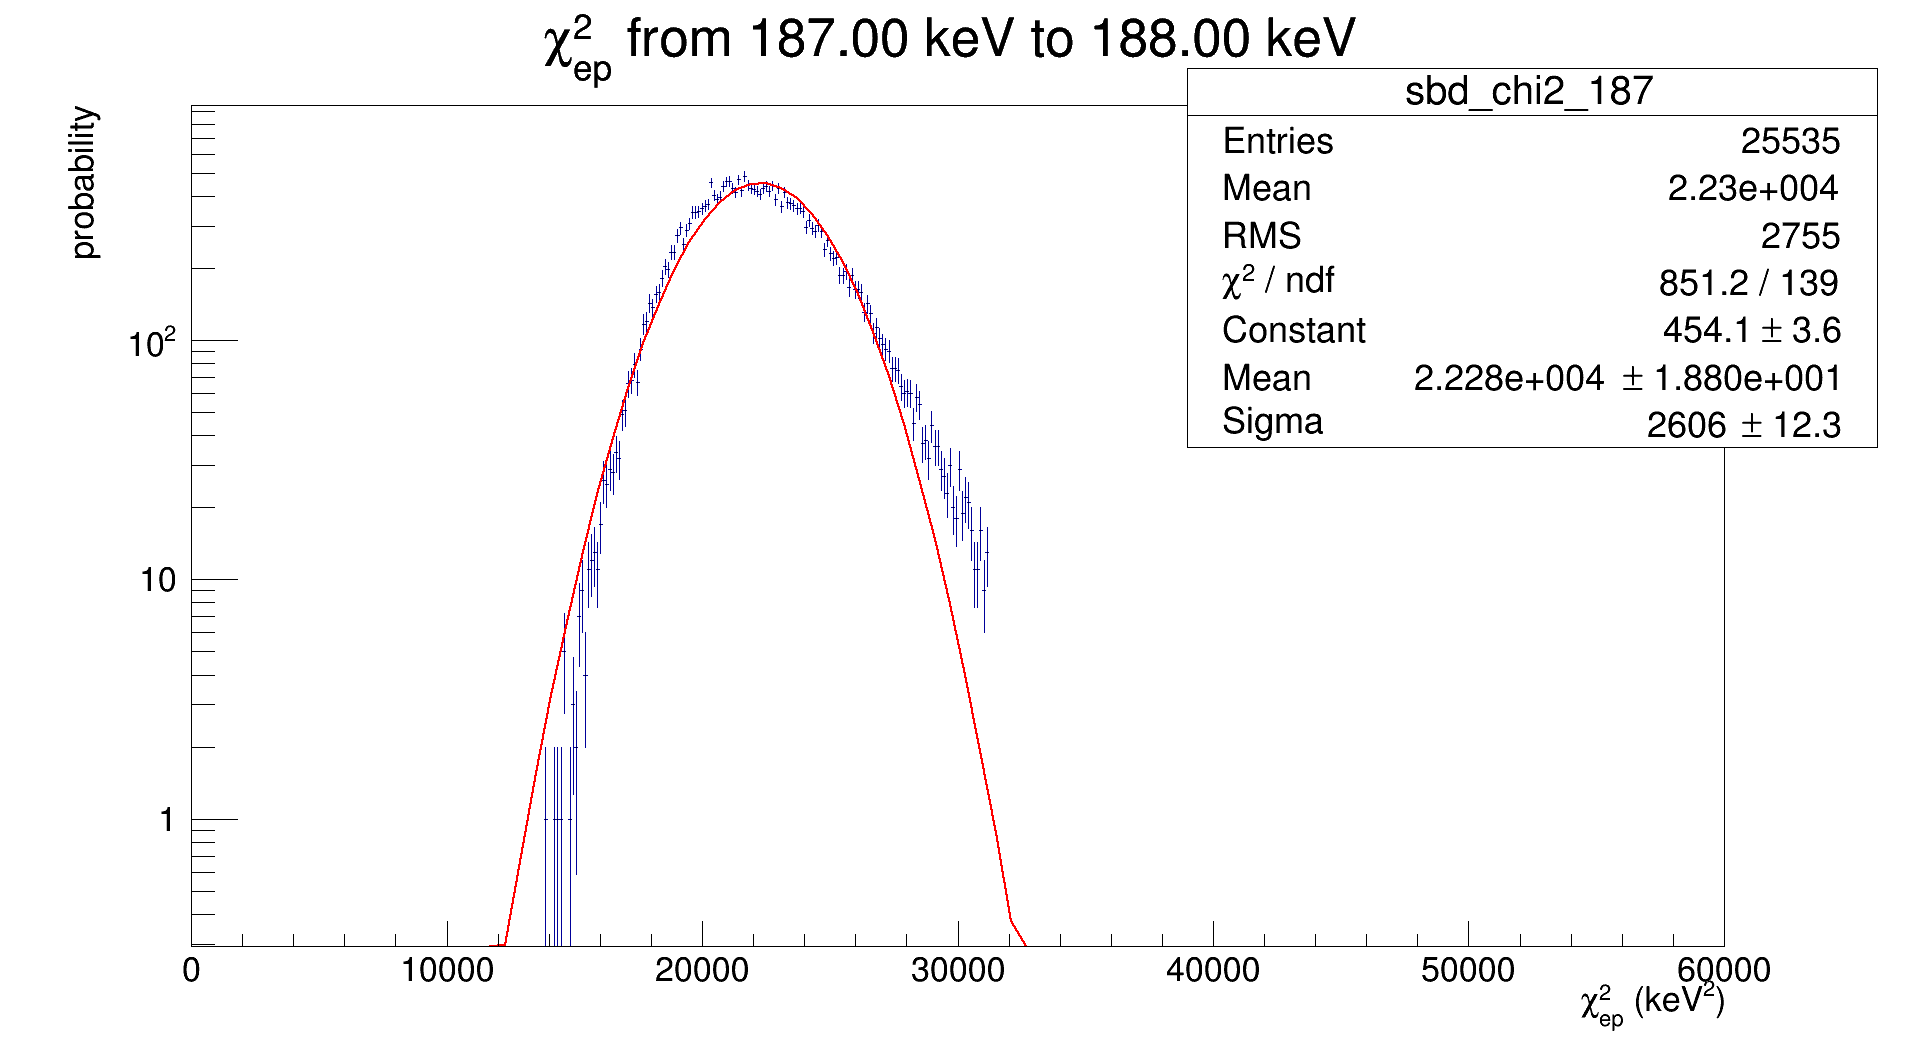 χ²ep from 187.00 keV to 188.00 keV
sbd_chi2_187
Entries 25535
Mean 2.23e+004
RMS 2755
χ² / ndf 851.2 / 139
Constant 454.1 ± 3.6
Mean 2.228e+004 ± 1.880e+001
Sigma 2606 ± 12.3
probability
10²
10
1
0 10000 20000 30000 40000 50000 60000
χ²ep (keV²)